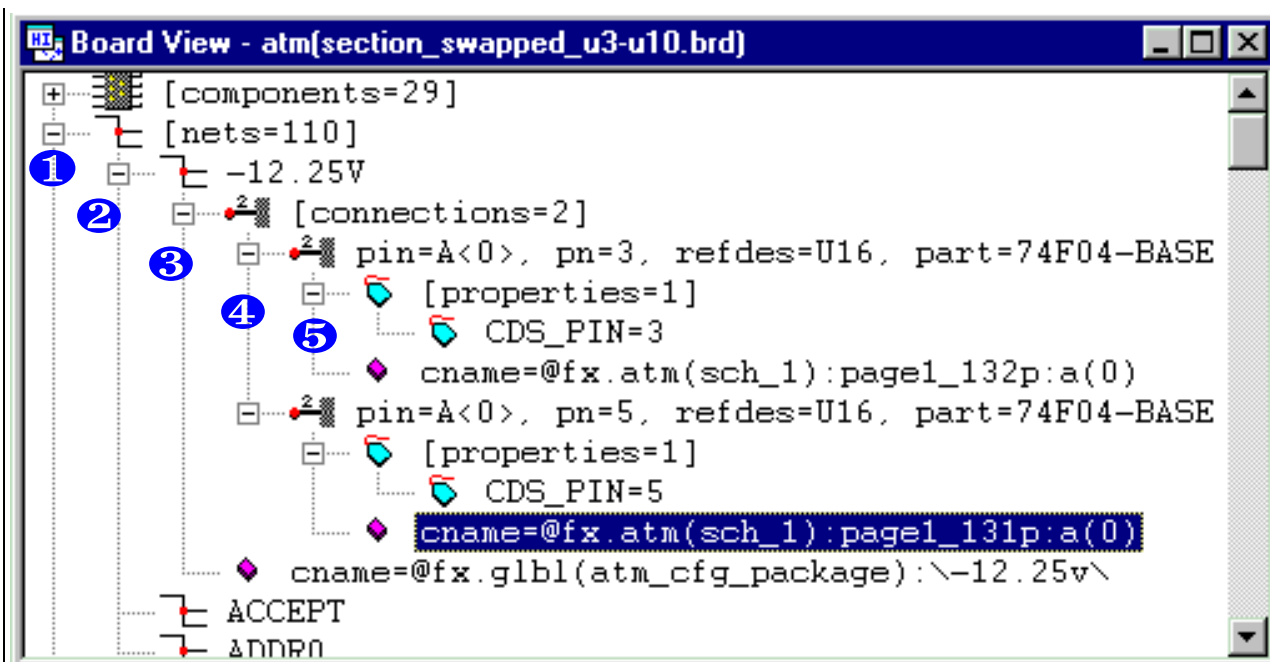 Board View - atm(section_swapped_u3-u10.brd)
[components=29]
[nets=110]
1 -12.25V
2 [connections=2]
3 pin=A<0>, pn=3, refdes=U16, part=74F04-BASE
4 [properties=1]
5 CDS_PIN=3
cname=@fx.atm(sch_1):page1_132p:a(0)
pin=A<0>, pn=5, refdes=U16, part=74F04-BASE
[properties=1]
CDS_PIN=5
cname=@fx.atm(sch_1):page1_131p:a(0)
cname=@fx.glbl(atm_cfg_package):\-12.25v\
ACCEPT
ADDR0